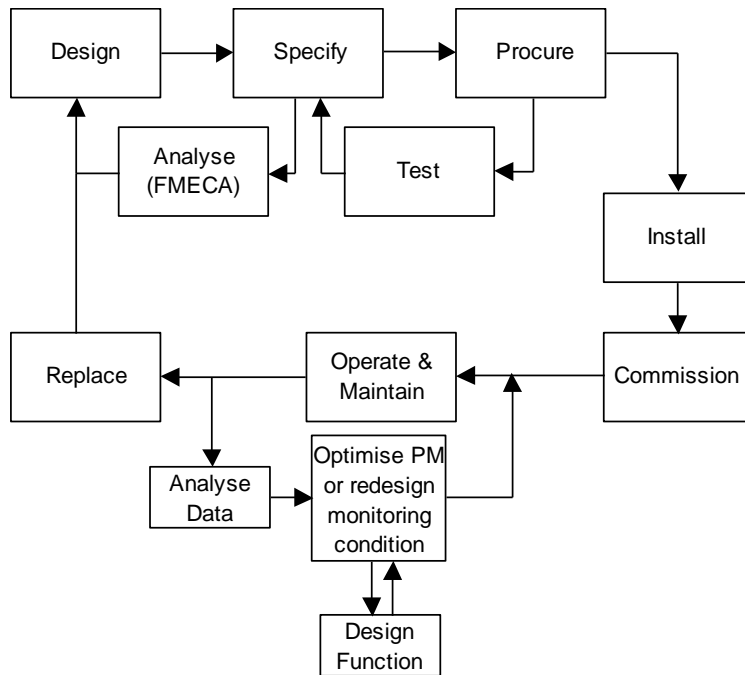 Design
Specify
Procure
Analyse
(FMECA)
Test
Install
Replace
Operate &
Maintain
Commission
Analyse
Data
Optimise PM
or redesign
monitoring
condition
Design
Function